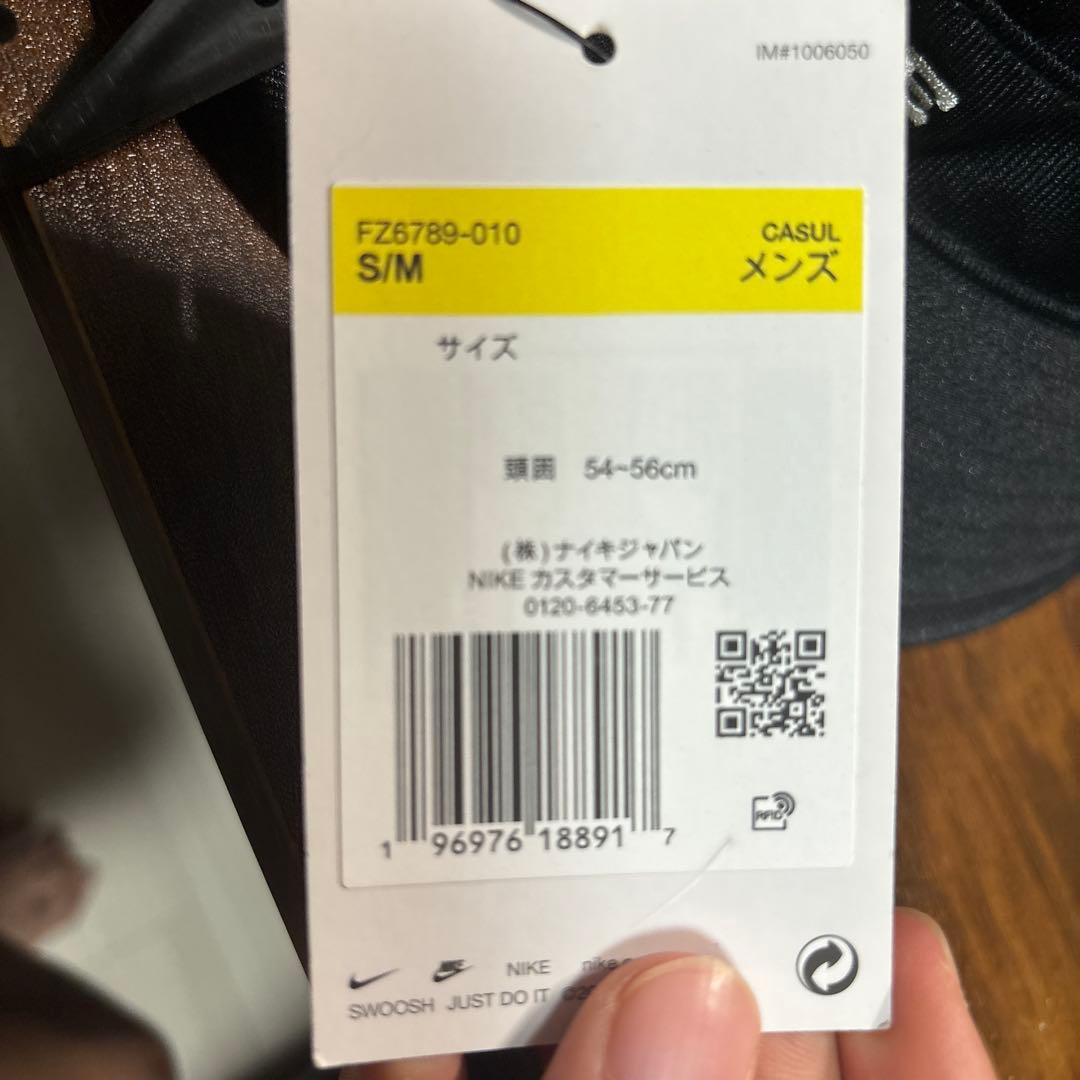 IM#1006050
FZ6789-010 CASUL
S/M メンズ
サイズ
頭囲 54~56cm
(株)ナイキジャパン
NIKE カスタマーサービス
0120-6453-77
1 96976 18891 7
RFID
NIKE
SWOOSH JUST DO IT